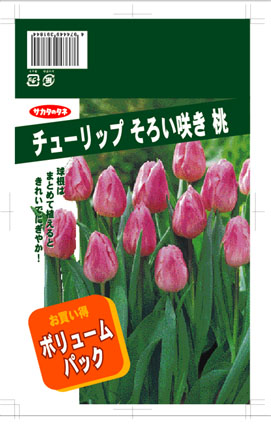 サカタのタネ
チューリップ そろい咲き 桃
球根は
まとめて植えると
きれいでにぎやか!
お買い得
ボリューム
パック